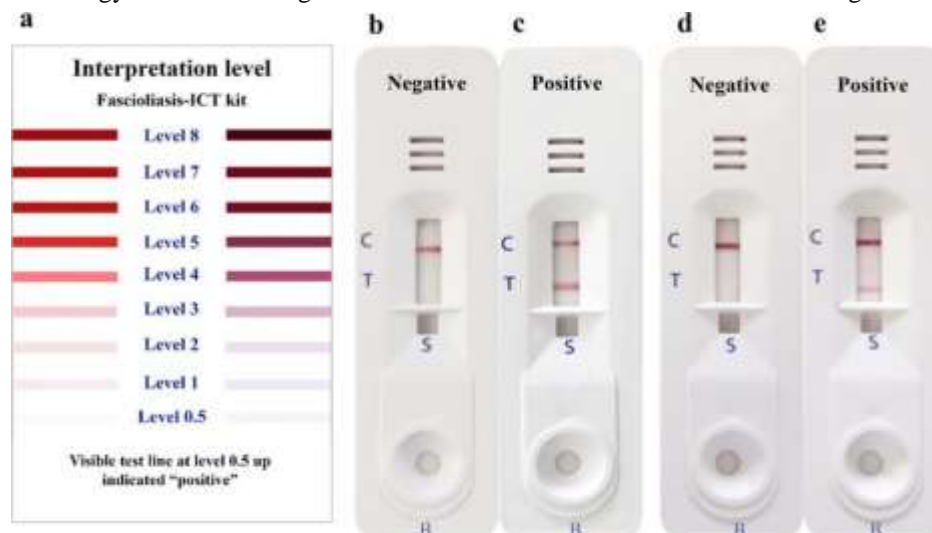 a
Interpretation level
Fascioliasis-ICT kit
Level 8
Level 7
Level 6
Level 5
Level 4
Level 3
Level 2
Level 1
Level 0.5
Visible test line at level 0.5 up
indicated “positive”
b
Negative
C
T
S
B
c
Positive
C
T
S
B
d
Negative
C
T
S
B
e
Positive
C
T
S
B